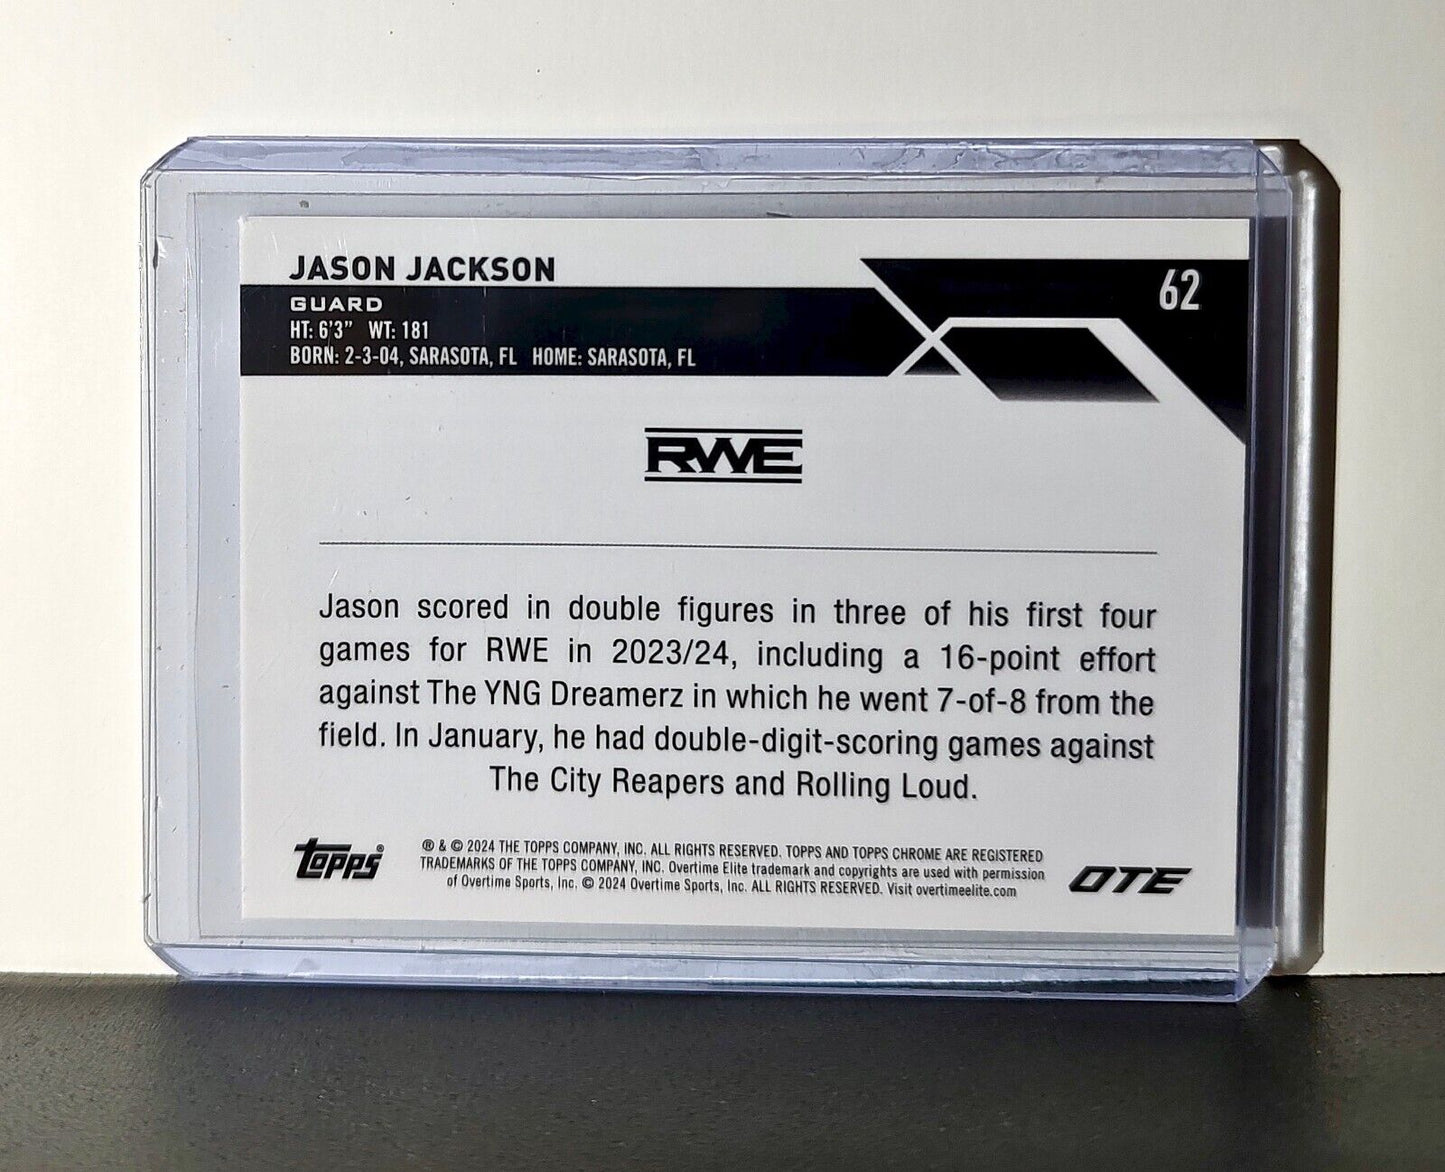 JASON JACKSON
62
GUARD
HT: 6'3" WT: 181
BORN: 2-3-04, SARASOTA, FL HOME: SARASOTA, FL
RWE
Jason scored in double figures in three of his first four
games for RWE in 2023/24, including a 16-point effort
against The YNG Dreamerz in which he went 7-of-8 from the
field. In January, he had double-digit-scoring games against
The City Reapers and Rolling Loud.
topps®
® & © 2024 THE TOPPS COMPANY, INC. ALL RIGHTS RESERVED. TOPPS AND TOPPS CHROME ARE REGISTERED
TRADEMARKS OF THE TOPPS COMPANY, INC. Overtime Elite trademark and copyrights are used with permission
of Overtime Sports, Inc. © 2024 Overtime Sports, Inc. ALL RIGHTS RESERVED. Visit overtimeelite.com
OTE